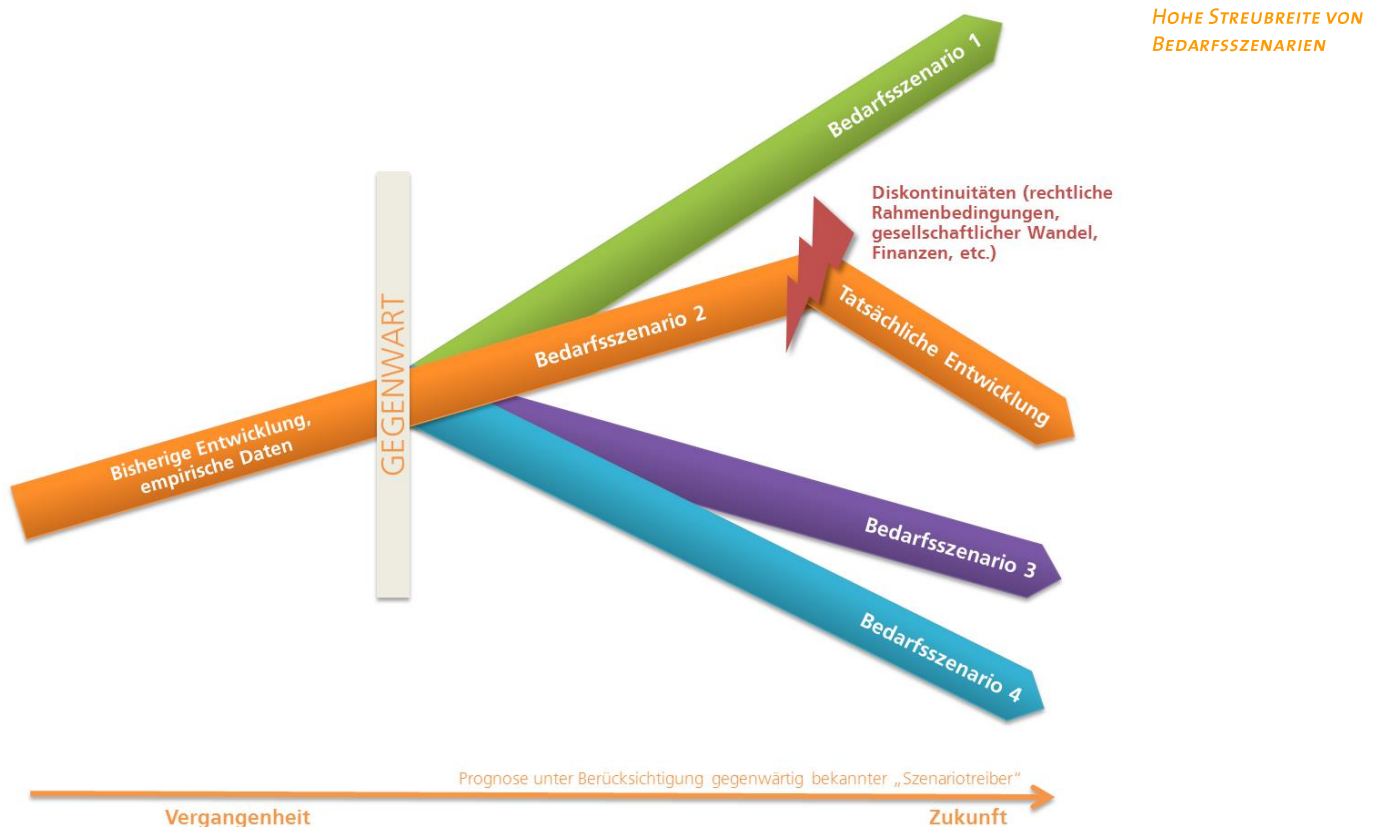 HOHE STREUBREITE VON
BEDARFSSZENARIEN
Bedarfsszenario 1
Diskontinuitäten (rechtliche
Rahmenbedingungen,
gesellschaftlicher Wandel,
Finanzen, etc.)
GEGENWART
Bedarfsszenario 2
Tatsächliche Entwicklung
Bisherige Entwicklung,
empirische Daten
Bedarfsszenario 3
Bedarfsszenario 4
Prognose unter Berücksichtigung gegenwärtig bekannter „Szenariotreiber“
Vergangenheit
Zukunft